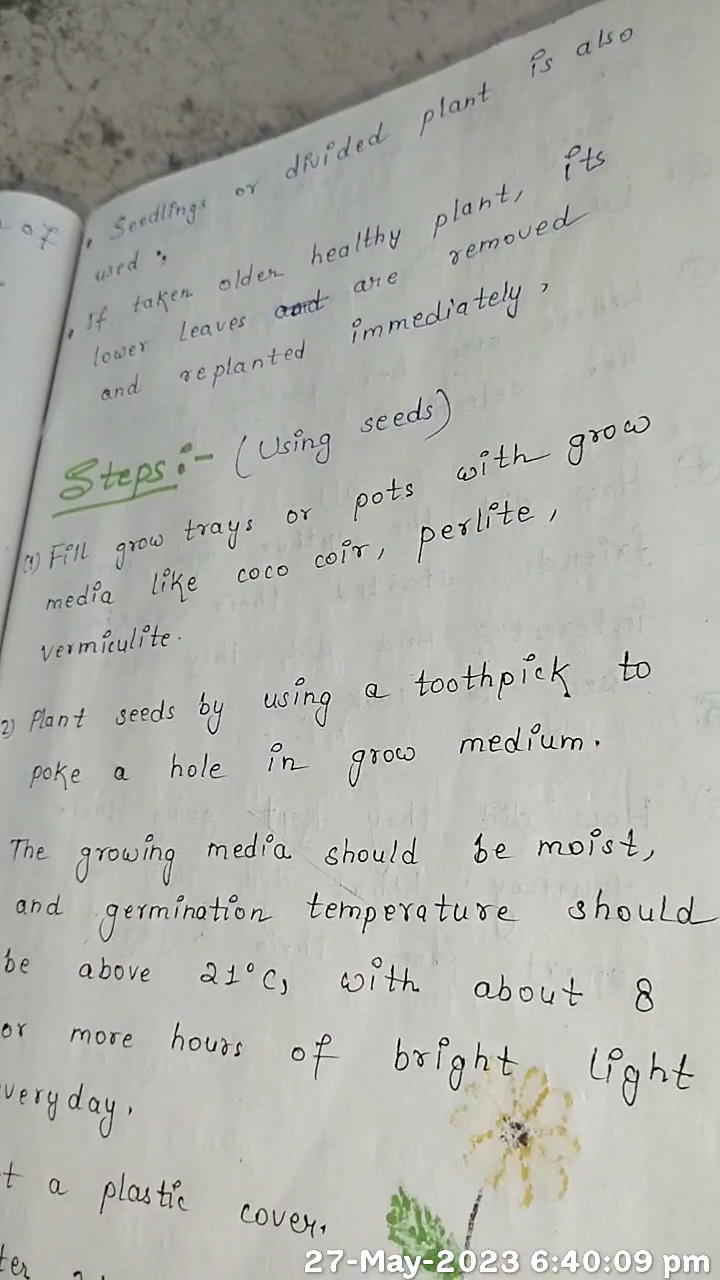 . Seedlings or divided plant is also
used ;
. If taken older healthy plant, its
lower leaves are removed
and replanted immediately,
Steps:- (Using seeds)
(1) Fill grow trays or pots with grow
media like coco coir, perlite,
vermiculite.
2) Plant seeds by using a toothpick to
poke a hole in grow medium.
The growing media should be moist,
and germination temperature should
be above 21°C, with about 8
or more hours of bright light
very day.
t a plastic cover.
ter
27-May-2023 6:40:09 pm